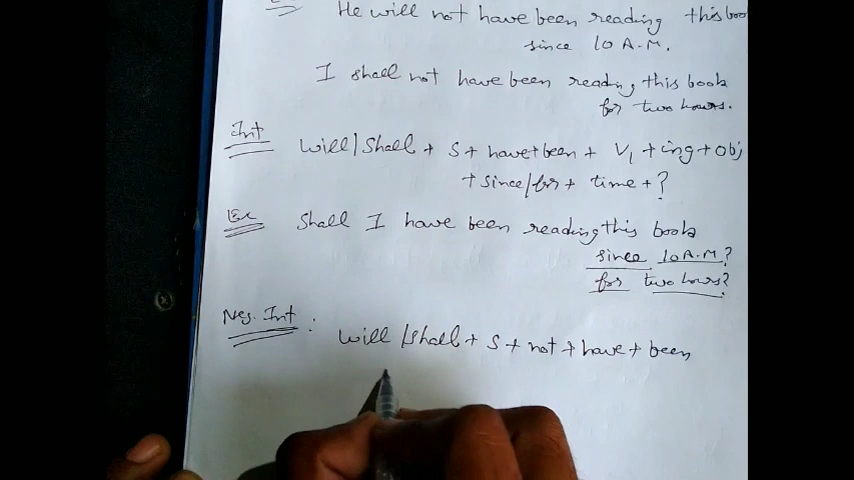 He will not have been reading this boo
since 10 A.M.
I shall not have been reading this book
for two hours.
Int
Will/Shall + S + have+been + V1 + ing + obj
+ since/for + time + ?
Ex
Shall I have been reading this book
since 10 A.M?
for two hours?
Neg. Int :
Will /shall + S + not + have + been